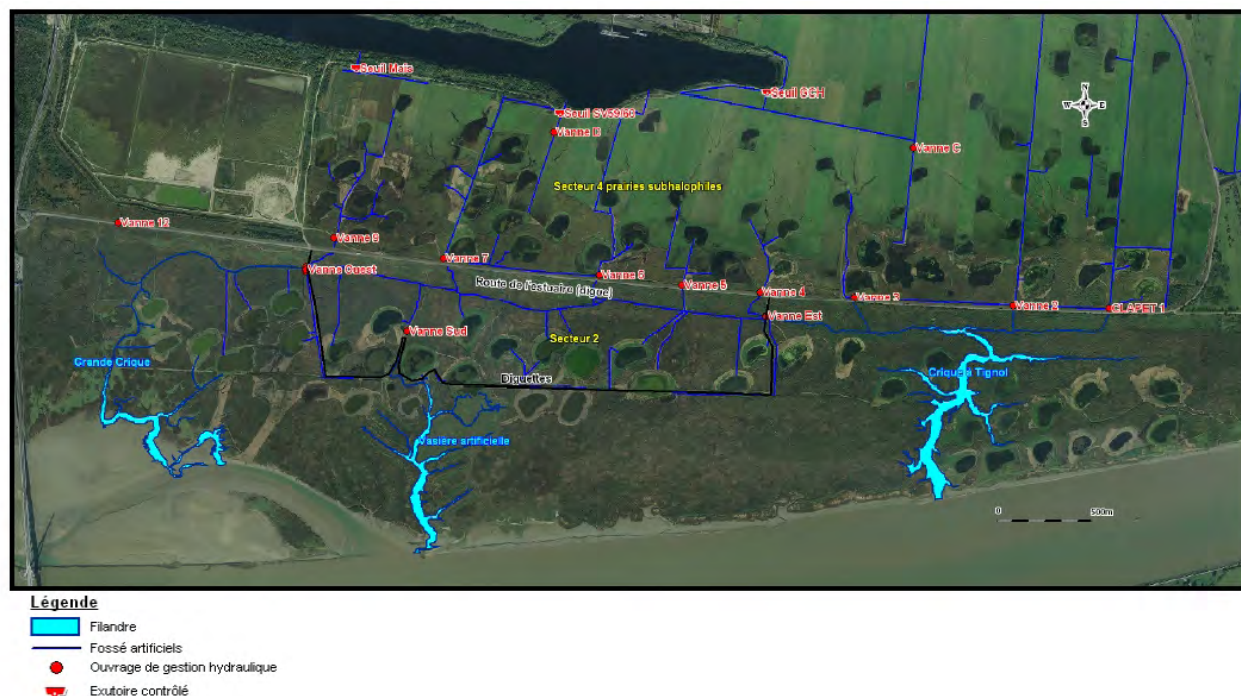 N
W E
S
Seuil Mais
Seuil GCH
Seuil SV59/60
Vanne D
Vanne C
Secteur 4 prairies subhalophiles
Vanne 12
Vanne 9
Vanne 7
Vanne Ouest
Vanne 6
Vanne 5
Vanne 4
Vanne 3
Vanne 2
CLAPET 1
Route de l'estuaire (digue)
Vanne Est
Vanne Sud
Secteur 2
Grande Crique
Diguettes
Crique à Tignol
Vasière artificielle
0 500m
Légende
Filandre
Fossé artificiels
Ouvrage de gestion hydraulique
Exutoire contrôlé